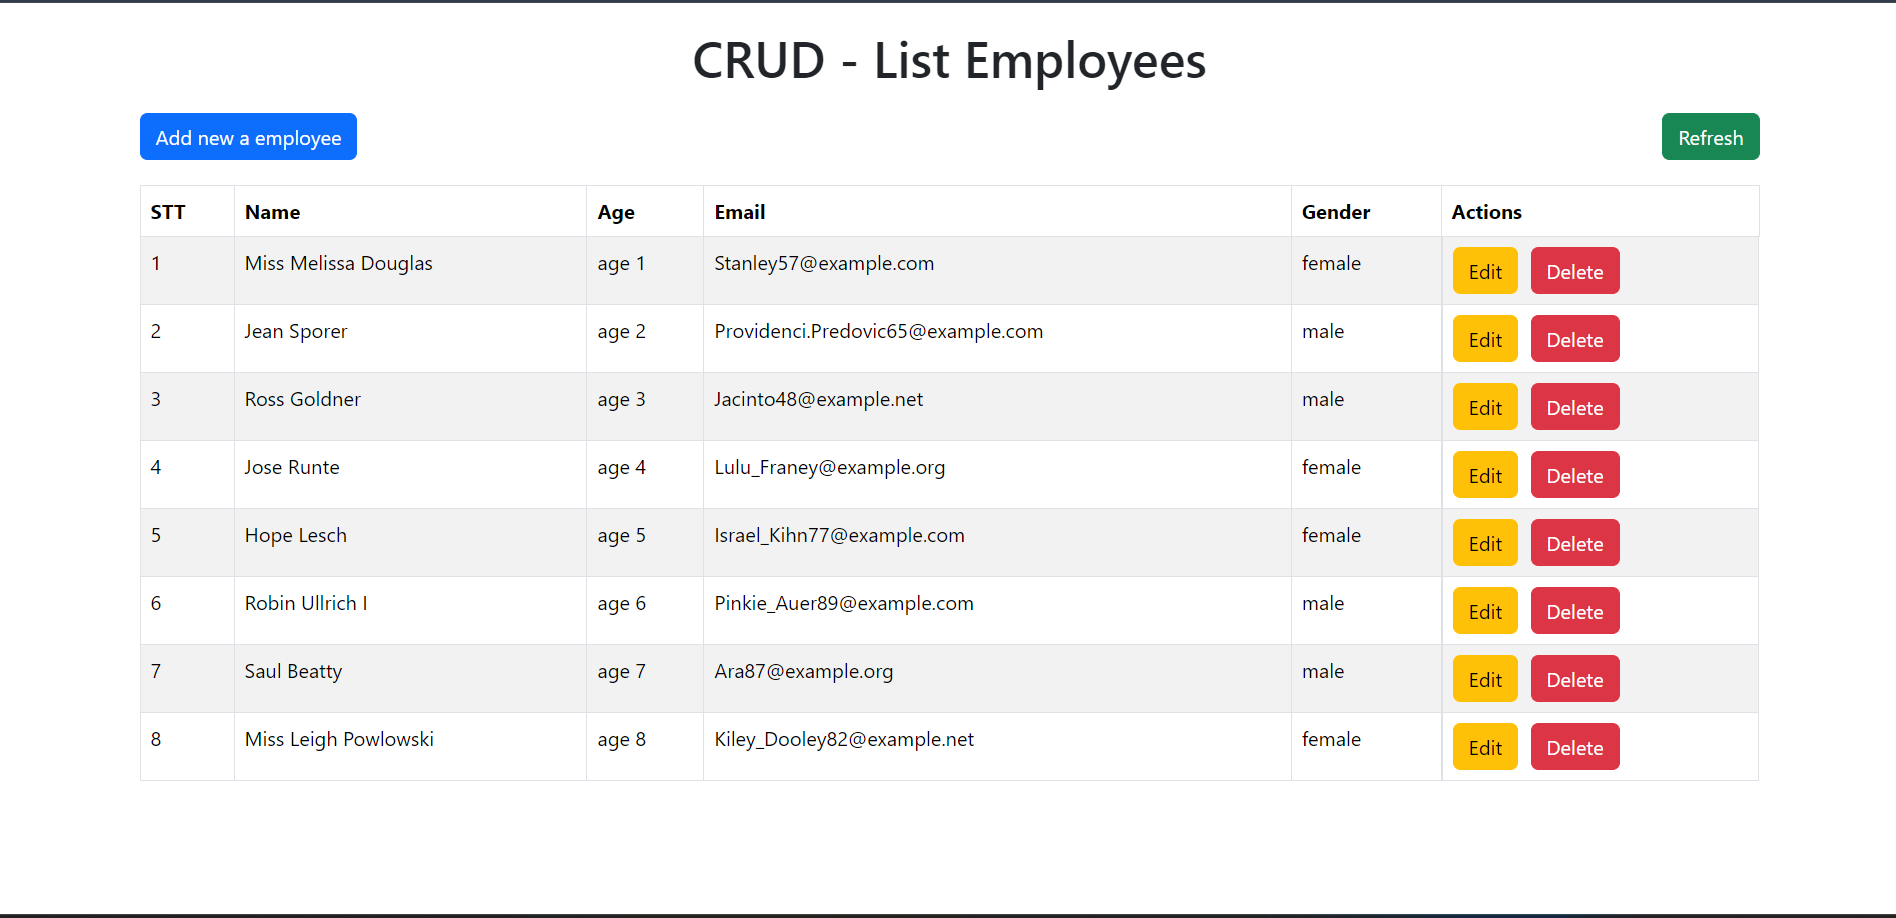 CRUD - List Employees
Add new a employee Refresh
STT Name Age Email Gender Actions
1 Miss Melissa Douglas age 1 Stanley57@example.com female Edit Delete
2 Jean Sporer age 2 Providenci.Predovic65@example.com male Edit Delete
3 Ross Goldner age 3 Jacinto48@example.net male Edit Delete
4 Jose Runte age 4 Lulu_Franey@example.org female Edit Delete
5 Hope Lesch age 5 Israel_Kihn77@example.com female Edit Delete
6 Robin Ullrich I age 6 Pinkie_Auer89@example.com male Edit Delete
7 Saul Beatty age 7 Ara87@example.org male Edit Delete
8 Miss Leigh Powlowski age 8 Kiley_Dooley82@example.net female Edit Delete